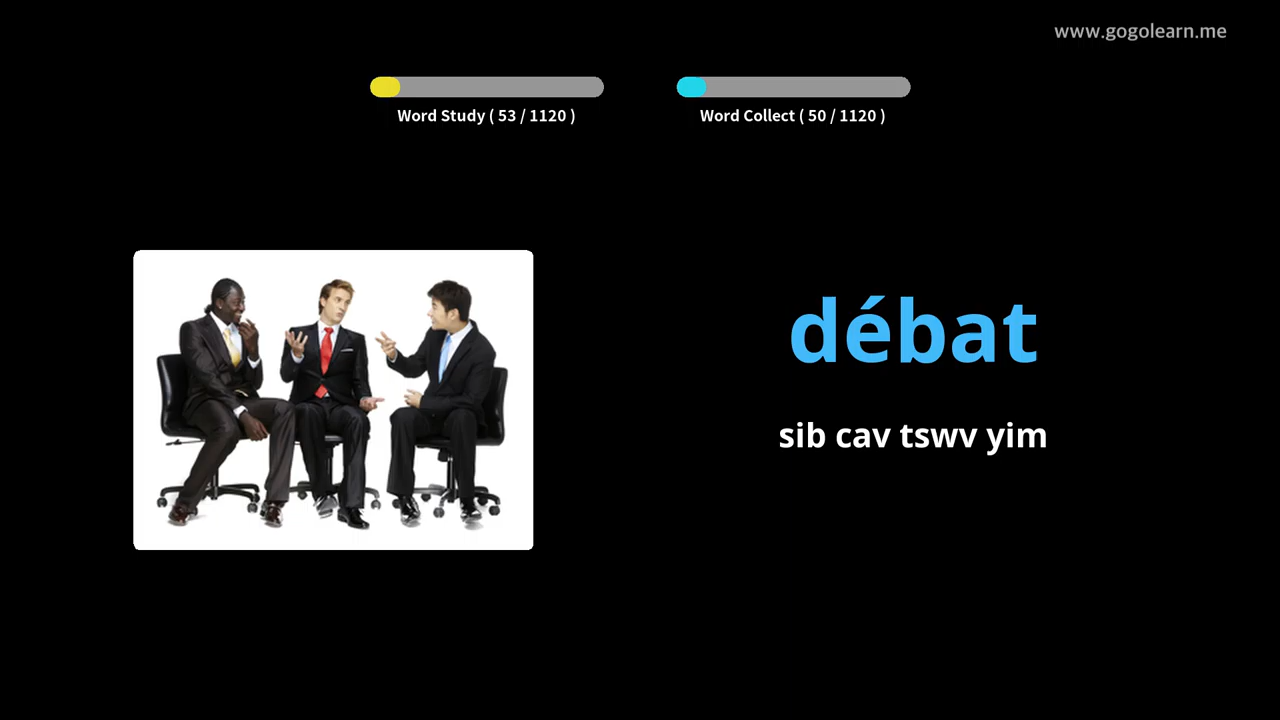 www.gogolearn.me
Word Study ( 53 / 1120 )
Word Collect ( 50 / 1120 )
débat
sib cav tswv yim